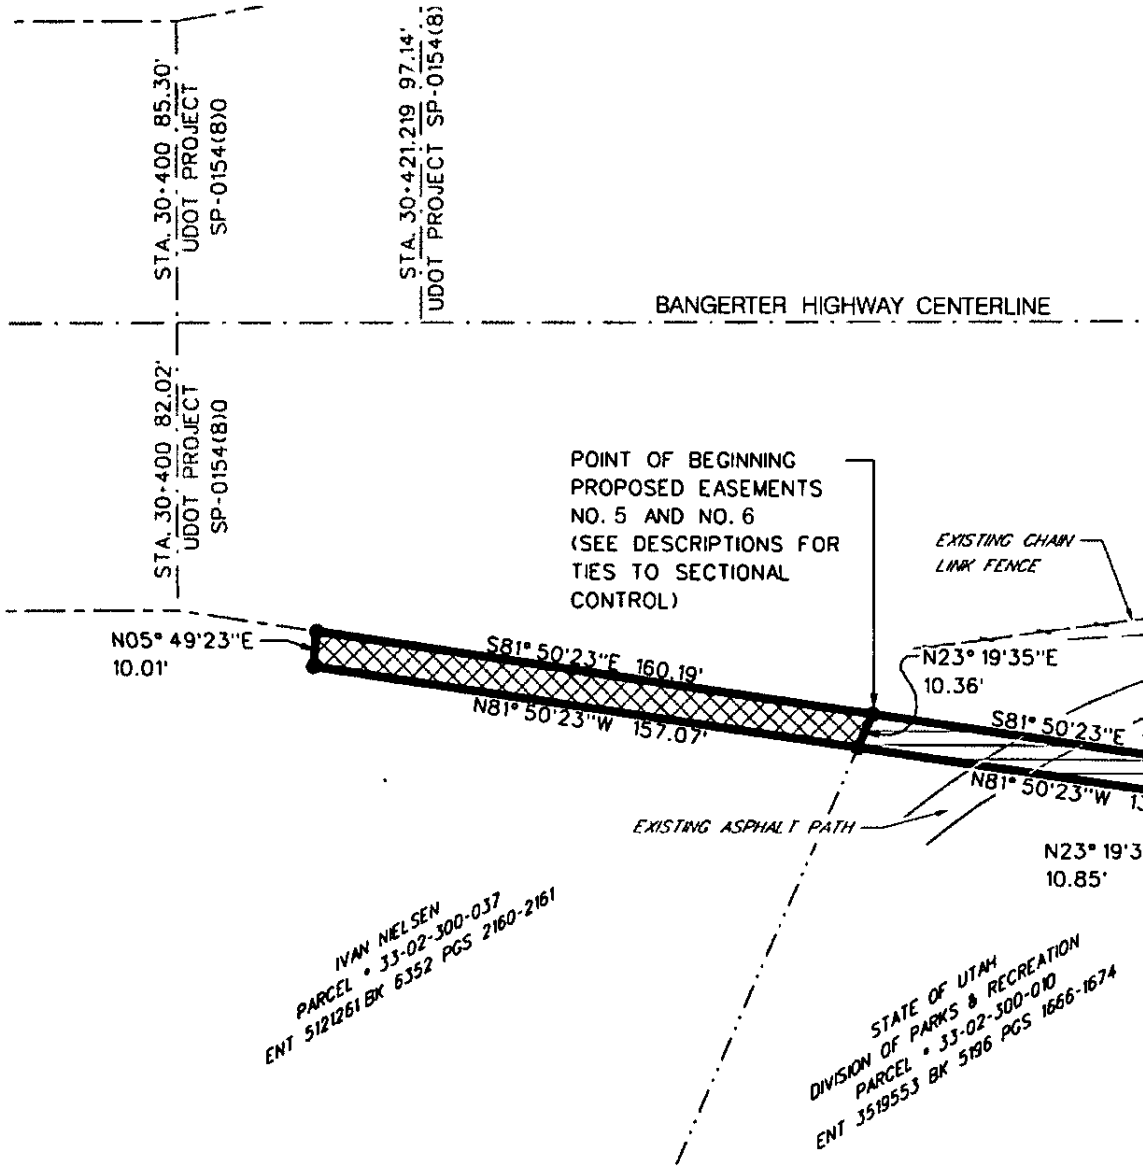 STA. 30+400 85.30'
UDOT PROJECT
SP-0154(8)0
STA. 30+421.219 97.14'
UDOT PROJECT SP-0154(8)
BANGERTER HIGHWAY CENTERLINE
STA. 30+400 82.02'
UDOT PROJECT
SP-0154(8)0
POINT OF BEGINNING
PROPOSED EASEMENTS
NO. 5 AND NO. 6
(SEE DESCRIPTIONS FOR
TIES TO SECTIONAL
CONTROL)
EXISTING CHAIN
LINK FENCE
N05° 49'23"E
10.01'
S81° 50'23"E 160.19'
N81° 50'23"W 157.07'
N23° 19'35"E
10.36'
S81° 50'23"E
N81° 50'23"W 13
EXISTING ASPHALT PATH
N23° 19'3
10.85'
IVAN NIELSEN
PARCEL • 33-02-300-037
ENT 5121261 BK 6352 PGS 2160-2161
STATE OF UTAH
DIVISION OF PARKS & RECREATION
PARCEL • 33-02-300-010
ENT 3519553 BK 5196 PGS 1666-1674